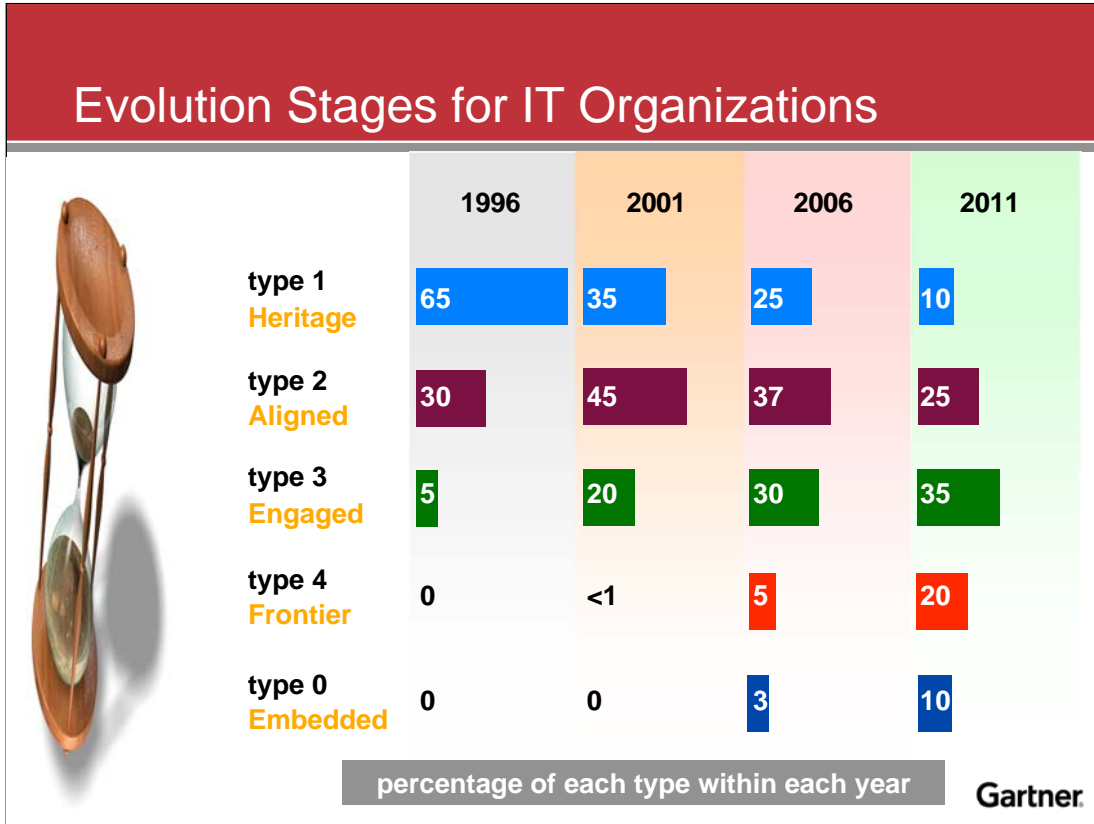 Evolution Stages for IT Organizations
1996 2001 2006 2011
type 1
Heritage
65 35 25 10
type 2
Aligned
30 45 37 25
type 3
Engaged
5 20 30 35
type 4
Frontier
0 <1 5 20
type 0
Embedded
0 0 3 10
percentage of each type within each year
Gartner.